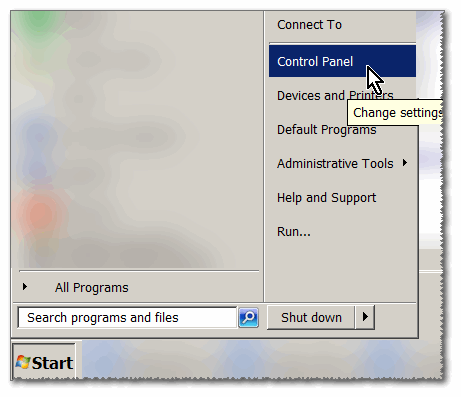 Connect To
Control Panel
Devices and Printers
Change settings
Default Programs
Administrative Tools
Help and Support
Run...
All Programs
Search programs and files
Shut down
Start